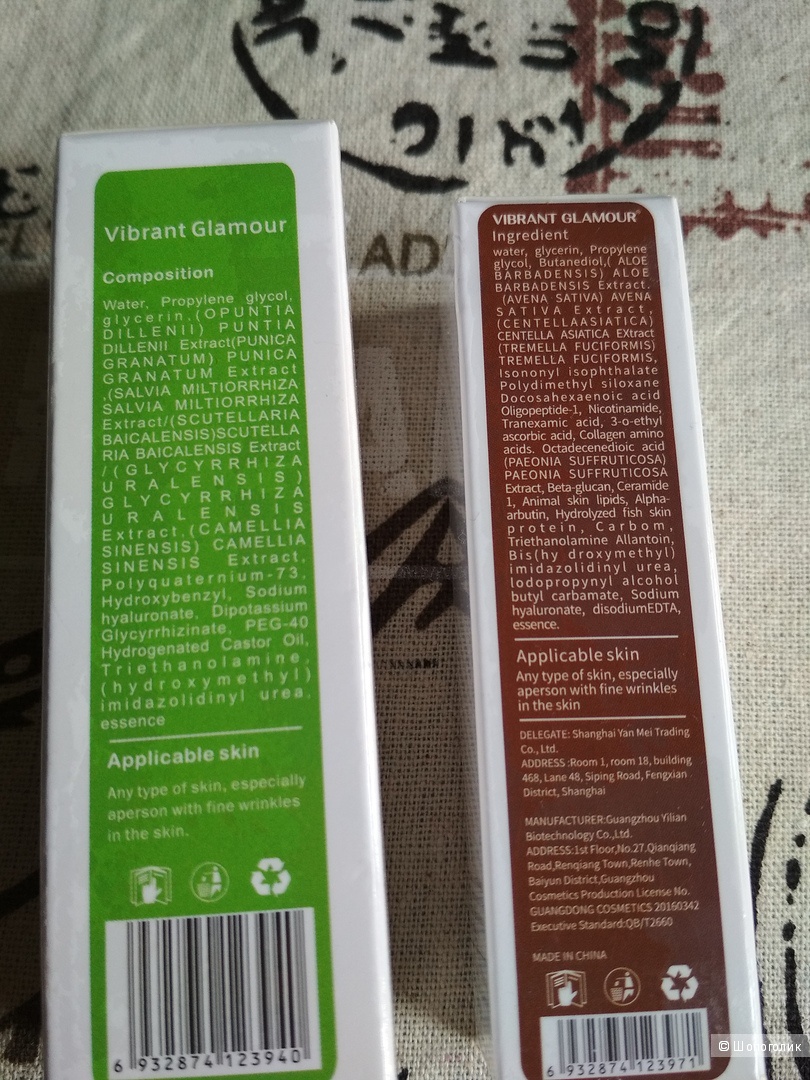 Vibrant Glamour
Composition
Water, Propylene glycol,
glycerin,(OPUNTIA
DILLENII) PUNTIA
DILLENII Extract(PUNICA
GRANATUM) PUNICA
GRANATUM Extract
,(SALVIA MILTIORRHIZA
SALVIA MILTIORRHIZA
Extract/(SCUTELLARIA
BAICALENSIS)SCUTELLA
RIA BAICALENSIS Extract
/(GLYCYRRHIZA
URALENSIS)
GLYCYRRHIZA
URALENSIS
Extract,(CAMELLIA
SINENSIS) CAMELLIA
SINENSIS Extract,
Polyquaternium-73,
Hydroxybenzyl, Sodium
hyaluronate, Dipotassium
Glycyrrhizinate, PEG-40
Hydrogenated Castor Oil,
Triethanolamine,
(hydroxymethyl)
imidazolidinyl urea,
essence
Applicable skin
Any type of skin, especially
aperson with fine wrinkles
in the skin.
6 932874 123940
VIBRANT GLAMOUR®
Ingredient
water, glycerin, Propylene
glycol, Butanediol,( ALOE
BARBADENSIS) ALOE
BARBADENSIS Extract.
(AVENA SATIVA) AVENA
SATIVA Extract,
(CENTELLAASIATICA)
CENTELLA ASIATICA EXtract
(TREMELLA FUCIFORMIS)
TREMELLA FUCIFORMIS,
Isononyl isophthalate
Polydimethyl siloxane
Docosahexaenoic acid
Oligopeptide-1, Nicotinamide,
Tranexamic acid, 3-o-ethyl
ascorbic acid, Collagen amino
acids. Octadecenedioic acid
(PAEONIA SUFFRUTICOSA)
PAEONIA SUFFRUTICOSA
Extract, Beta-glucan, Ceramide
1, Animal skin lipids, Alpha-
arbutin, Hydrolyzed fish skin
protein, Carbom,
Triethanolamine Allantoin,
Bis(hy droxymethyl)
imidazolidinyl urea,
lodopropynyl alcohol
butyl carbamate, Sodium
hyaluronate, disodiumEDTA,
essence.
Applicable skin
Any type of skin, especially
aperson with fine wrinkles
in the skin
DELEGATE: Shanghai Yan Mei Trading
Co., Ltd.
ADDRESS :Room 1, room 18, building
468, Lane 48, Siping Road, Fengxian
District, Shanghai
MANUFACTURER:Guangzhou Yilian
Biotechnology Co.,Ltd.
ADDRESS:1st Floor,No.27,Qianqiang
Road,Renqiang Town,Renhe Town,
Baiyun District,Guangzhou
Cosmetics Production License No.
GUANGDONG COSMETICS 20160342
Executive Standard:QB/T2660
MADE IN CHINA
6 932874 123971
© Шопоголик